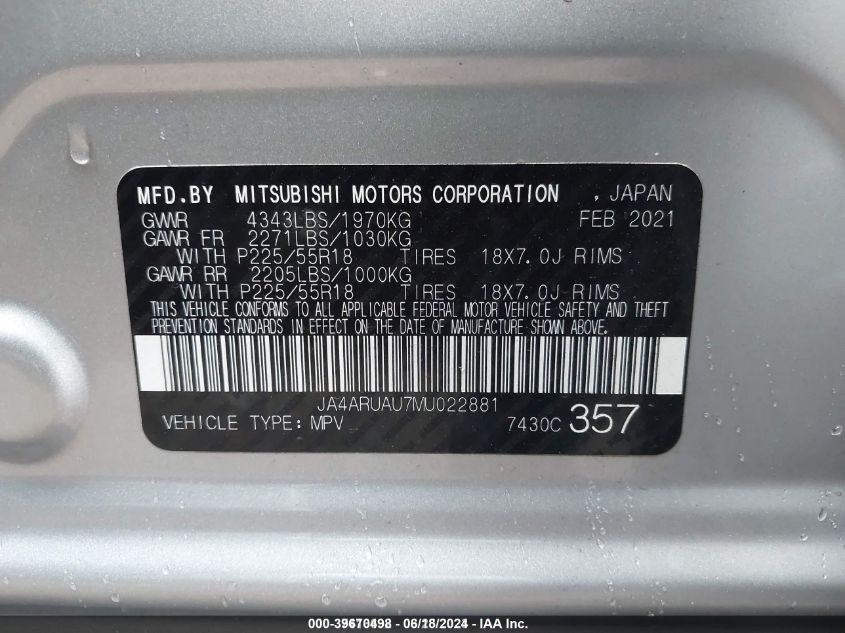 MFD.BY MITSUBISHI MOTORS CORPORATION , JAPAN
GVWR 4343LBS/1970KG FEB 2021
GAWR FR 2271LBS/1030KG
WITH P225/55R18 TIRES 18X7.0J RIMS
GAWR RR 2205LBS/1000KG
WITH P225/55R18 TIRES 18X7.0J RIMS
THIS VEHICLE CONFORMS TO ALL APPLICABLE FEDERAL MOTOR VEHICLE SAFETY AND THEFT
PREVENTION STANDARDS IN EFFECT ON THE DATE OF MANUFACTURE SHOWN ABOVE.
JA4ARUAU7MU022881
VEHICLE TYPE: MPV 7430C 357
000-39670498 - 06/18/2024 - IAA Inc.